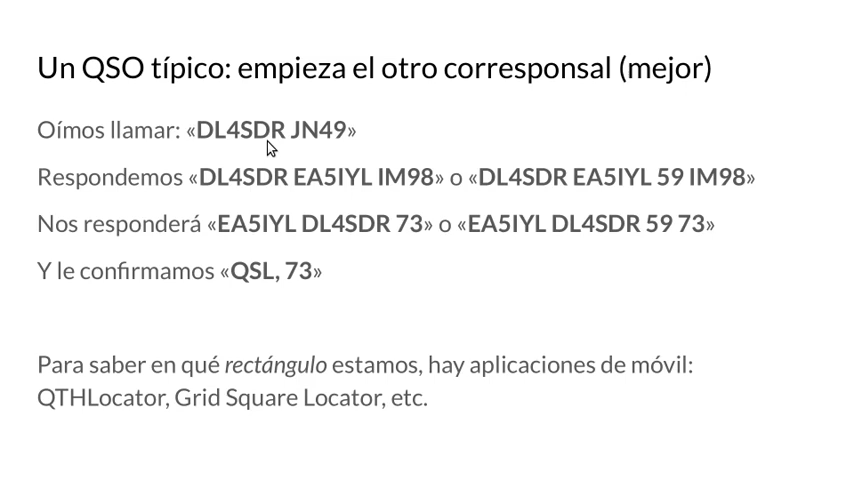 Un QSO típico: empieza el otro corresponsal (mejor)
Oímos llamar: «DL4SDR JN49»
Respondemos «DL4SDR EA5IYL IM98» o «DL4SDR EA5IYL 59 IM98»
Nos responderá «EA5IYL DL4SDR 73» o «EA5IYL DL4SDR 59 73»
Y le confirmamos «QSL, 73»
Para saber en qué rectángulo estamos, hay aplicaciones de móvil:
QTHLocator, Grid Square Locator, etc.